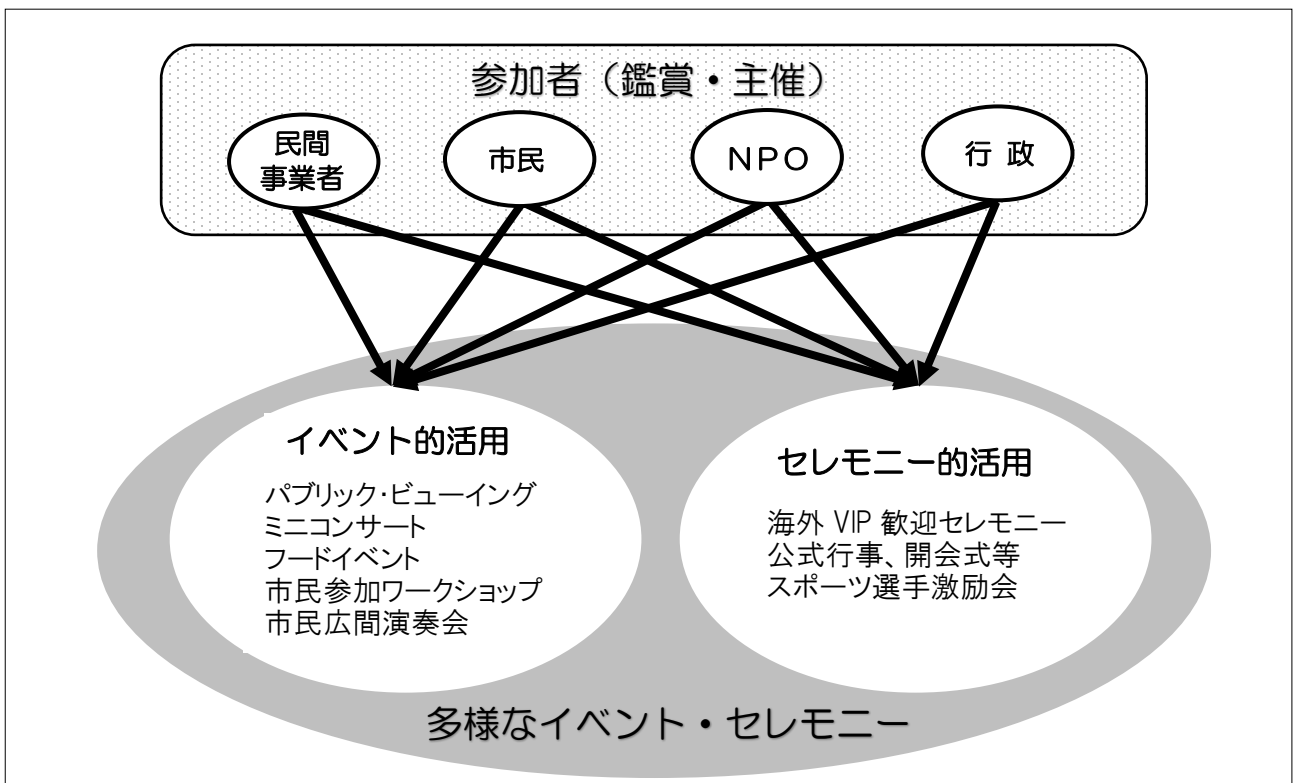 参加者（鑑賞・主催）
民間
事業者
市民
ＮＰＯ
行 政
イベント的活用
パブリック・ビューイング
ミニコンサート
フードイベント
市民参加ワークショップ
市民広間演奏会
セレモニー的活用
海外 VIP 歓迎セレモニー
公式行事、開会式等
スポーツ選手激励会
多様なイベント・セレモニー